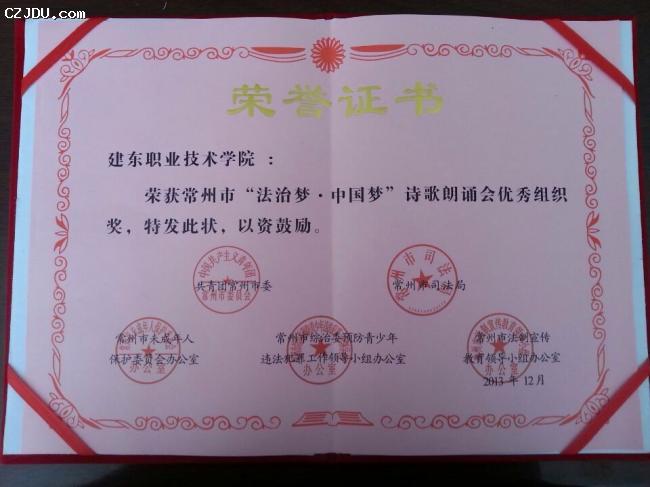 CZJDU.COM
荣誉证书
建东职业技术学院：
荣获常州市“法治梦·中国梦”诗歌朗诵会优秀组织
奖，特发此状，以资鼓励。
共青团常州市委
常州市司法局
常州市未成年人
保护委员会办公室
常州市综治委预防青少年
违法犯罪工作领导小组办公室
常州市法制宣传
教育领导小组办公室
2013 年 12月